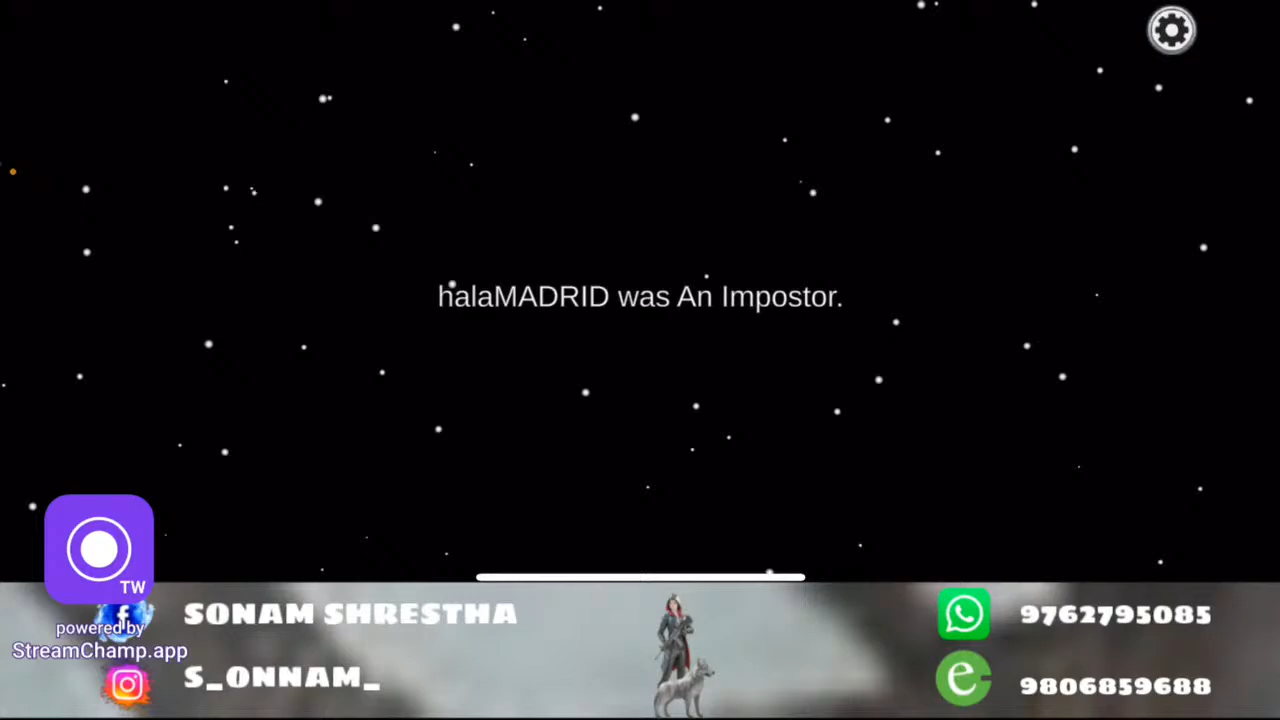 halaMADRID was An Impostor.
TW
powered by
StreamChamp.app
SONAM SHRESTHA
S_ONNAM_
9762795085
9806859688